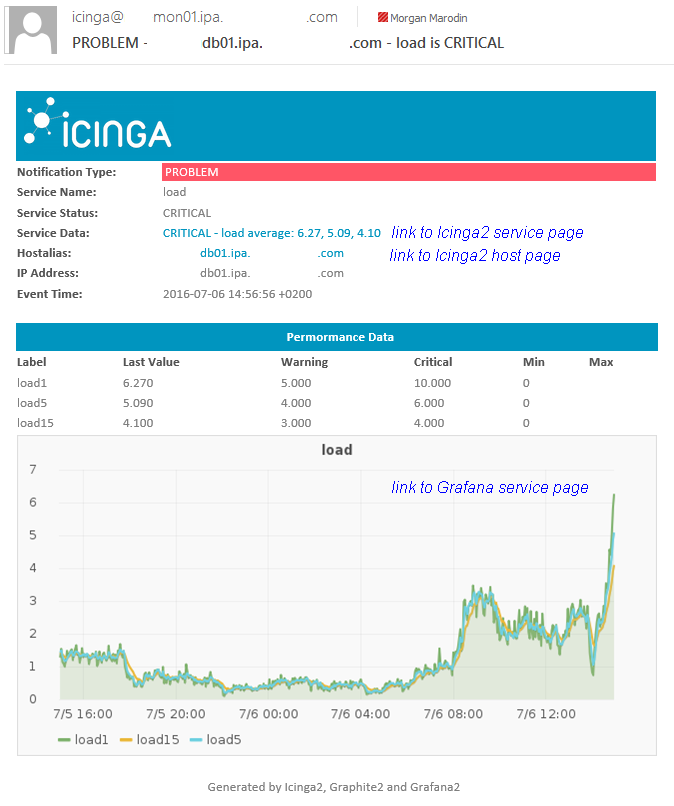 icinga@ mon01.ipa. .com Morgan Marodin
PROBLEM - db01.ipa. .com - load is CRITICAL
ICINGA
Notification Type: PROBLEM
Service Name: load
Service Status: CRITICAL
Service Data: CRITICAL - load average: 6.27, 5.09, 4.10 link to Icinga2 service page
Hostalias: db01.ipa. .com link to Icinga2 host page
IP Address: db01.ipa. .com
Event Time: 2016-07-06 14:56:56 +0200
Permormance Data
Label Last Value Warning Critical Min Max
load1 6.270 5.000 10.000 0
load5 5.090 4.000 6.000 0
load15 4.100 3.000 4.000 0
load
7
link to Grafana service page
6
5
4
3
2
1
0
7/5 16:00 7/5 20:00 7/6 00:00 7/6 04:00 7/6 08:00 7/6 12:00
load1 load15 load5
Generated by Icinga2, Graphite2 and Grafana2